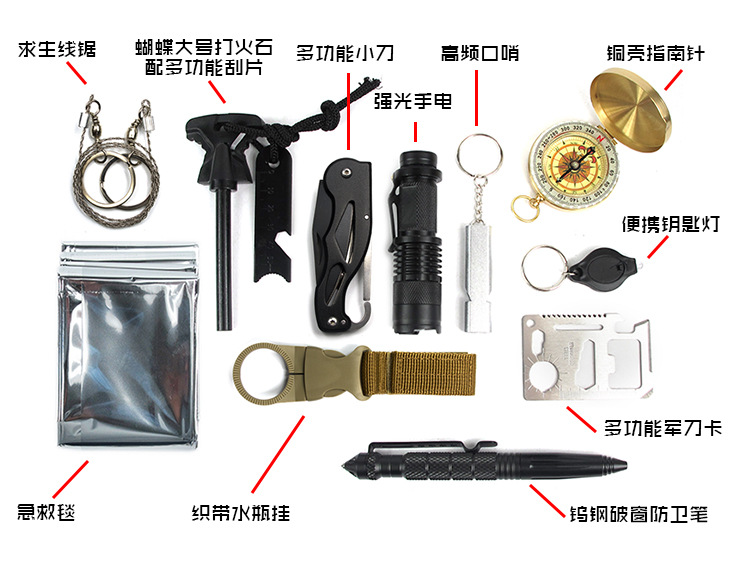 求生线锯
蝴蝶大号打火石
配多功能刮片
多功能小刀
高频口哨
铜壳指南针
强光手电
便携钥匙灯
多功能军刀卡
急救毯
织带水瓶挂
钨钢破窗防卫笔